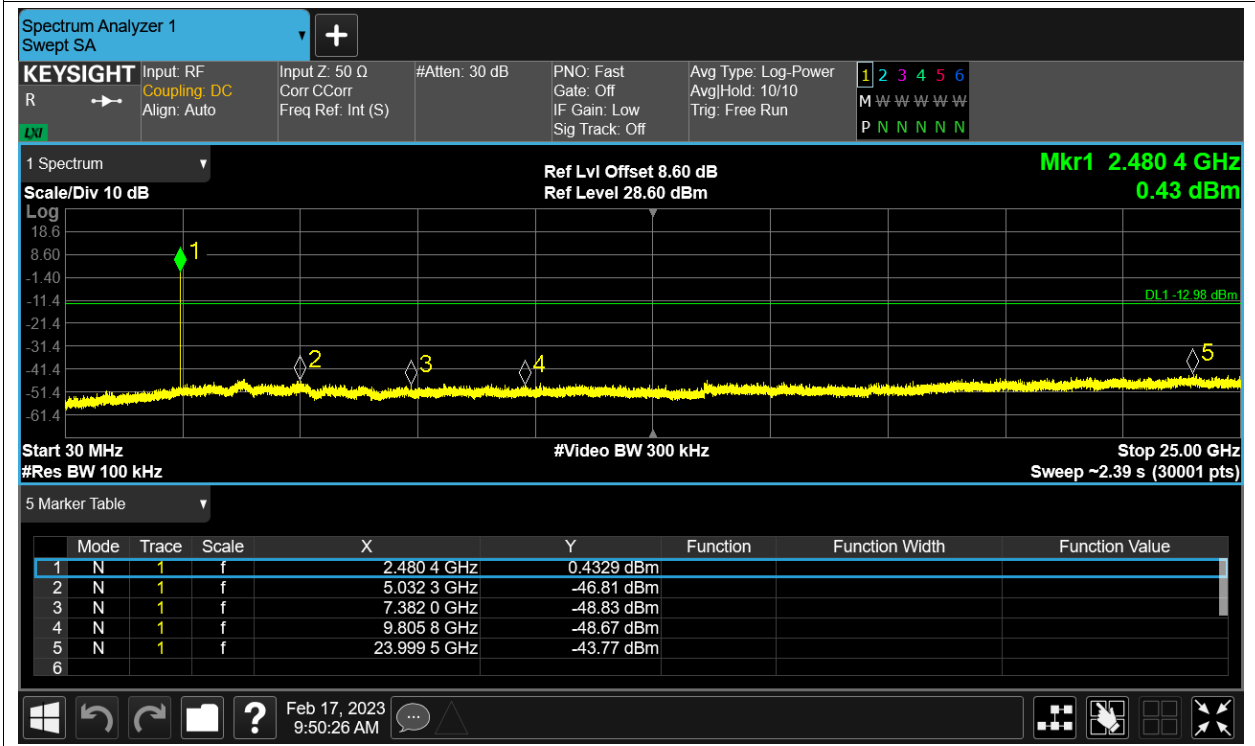 Spectrum Analyzer 1
Swept SA
KEYSIGHT
R
LXI
Input: RF
Coupling: DC
Align: Auto
Input Z: 50 Ω
Corr CCorr
Freq Ref: Int (S)
#Atten: 30 dB
PNO: Fast
Gate: Off
IF Gain: Low
Sig Track: Off
Avg Type: Log-Power
Avg|Hold: 10/10
Trig: Free Run
1 2 3 4 5 6
M W W W W W
P N N N N N
1 Spectrum
Scale/Div 10 dB
Ref Lvl Offset 8.60 dB
Ref Level 28.60 dBm
Mkr1 2.480 4 GHz
0.43 dBm
Log
18.6
8.60
-1.40
-11.4
-21.4
-31.4
-41.4
-51.4
-61.4
1
2
3
4
5
DL1 -12.98 dBm
Start 30 MHz
#Video BW 300 kHz
Stop 25.00 GHz
#Res BW 100 kHz
Sweep ~2.39 s (30001 pts)
5 Marker Table
Mode Trace Scale X Y Function Function Width Function Value
1 N 1 f 2.480 4 GHz 0.4329 dBm
2 N 1 f 5.032 3 GHz -46.81 dBm
3 N 1 f 7.382 0 GHz -48.83 dBm
4 N 1 f 9.805 8 GHz -48.67 dBm
5 N 1 f 23.999 5 GHz -43.77 dBm
6
?
Feb 17, 2023
9:50:26 AM